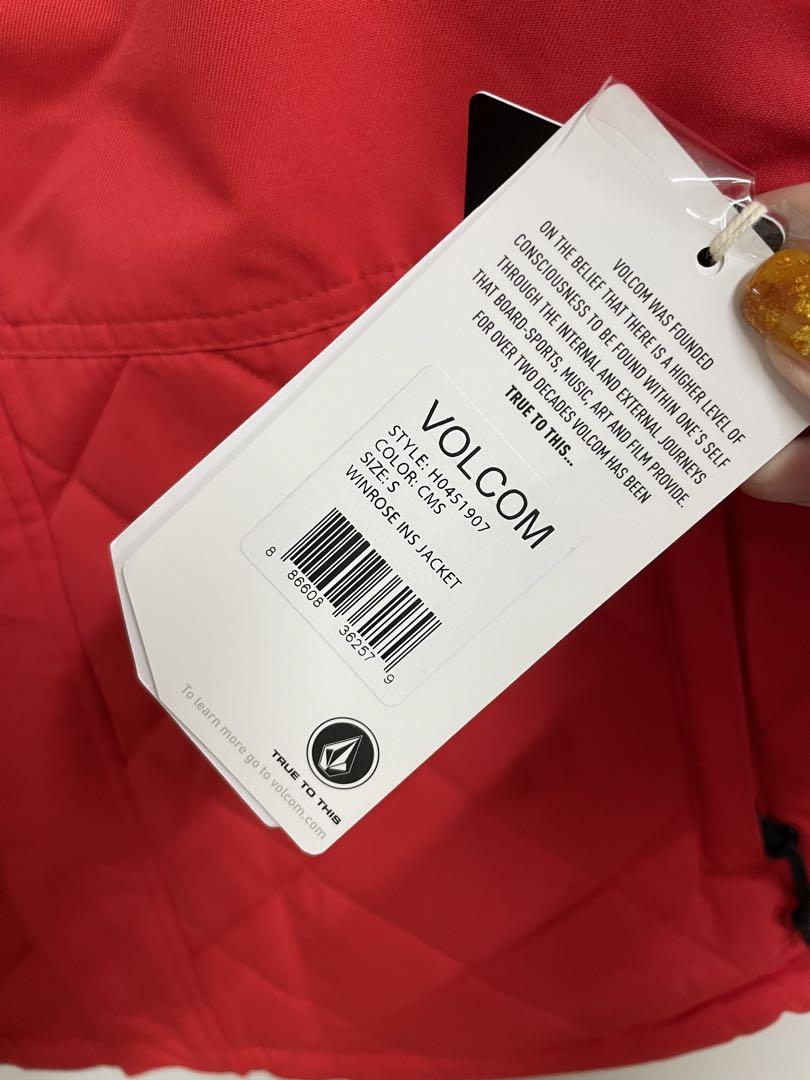 VOLCOM WAS FOUNDED
ON THE BELIEF THAT THERE IS A HIGHER LEVEL OF
CONSCIOUSNESS TO BE FOUND WITHIN ONE'S SELF
THROUGH THE INTERNAL AND EXTERNAL JOURNEYS
THAT BOARD-SPORTS, MUSIC, ART AND FILM PROVIDE.
FOR OVER TWO DECADES VOLCOM HAS BEEN
TRUE TO THIS...
VOLCOM
STYLE: H0451907
COLOR: CMS
SIZE: S
WINROSE INS JACKET
8 86608 36257 9
TRUE TO THIS
To learn more go to volcom.com